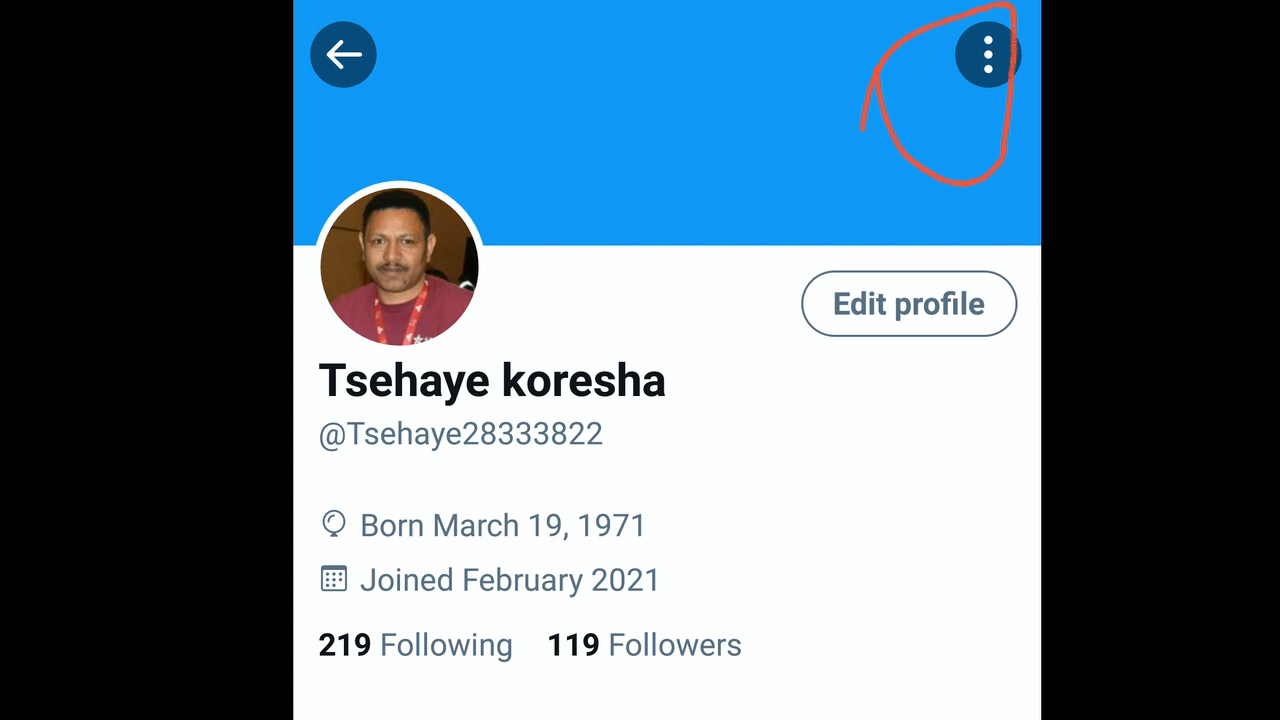 Edit profile
Tsehaye koresha
@Tsehaye28333822
Born March 19, 1971
Joined February 2021
219 Following 119 Followers